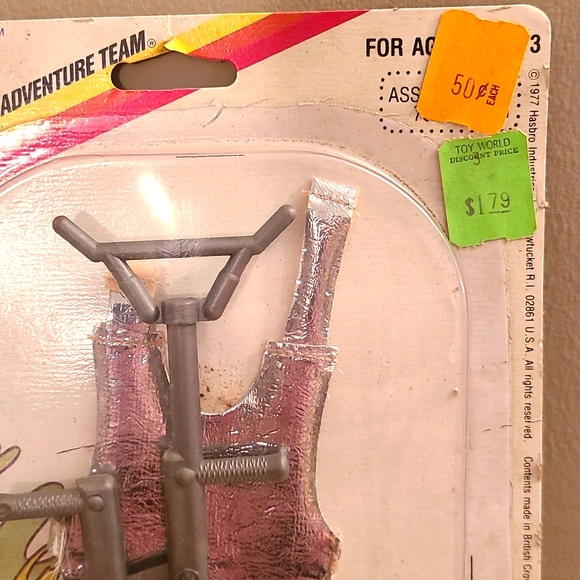 ADVENTURE TEAM®
FOR AG 3
ASS
50¢ EACH
TOY WORLD
DISCOUNT PRICE
$1.79
© 1977 Hasbro Industries
wtucket R.I. 02861 U.S.A. All rights reserved. Contents made in British Cro